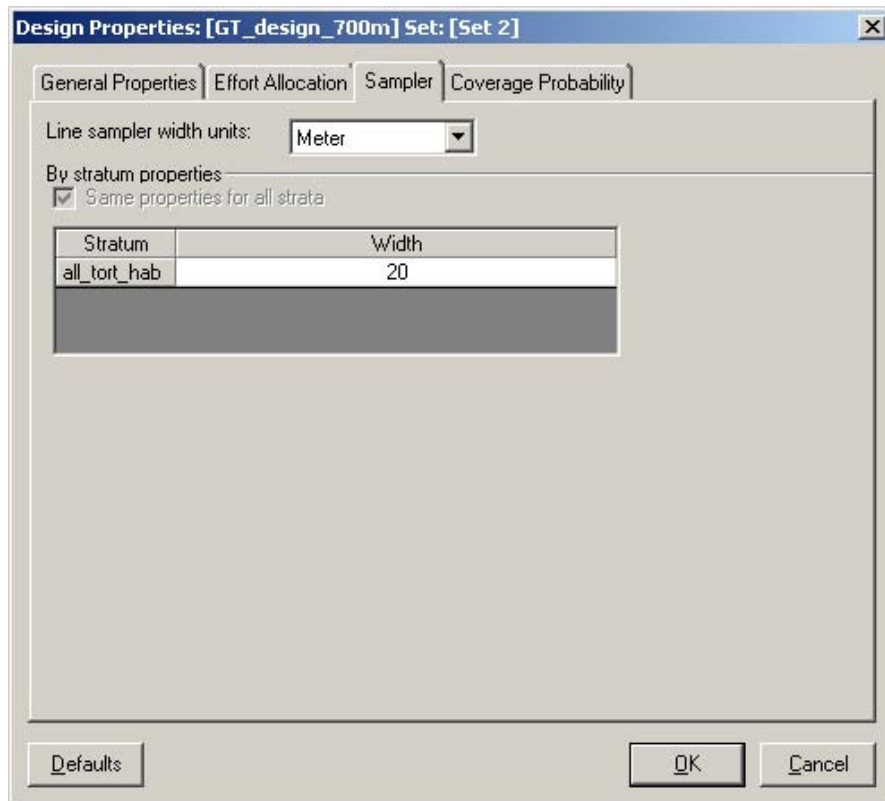 Design Properties: [GT_design_700m] Set: [Set 2]
General Properties Effort Allocation Sampler Coverage Probability
Line sampler width units: Meter
By stratum properties
Same properties for all strata
Stratum Width
all_tort_hab 20
Defaults OK Cancel